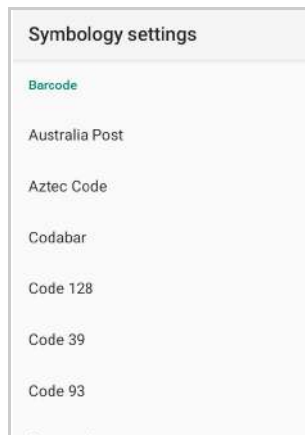 Symbology settings
Barcode
Australia Post
Aztec Code
Codabar
Code 128
Code 39
Code 93